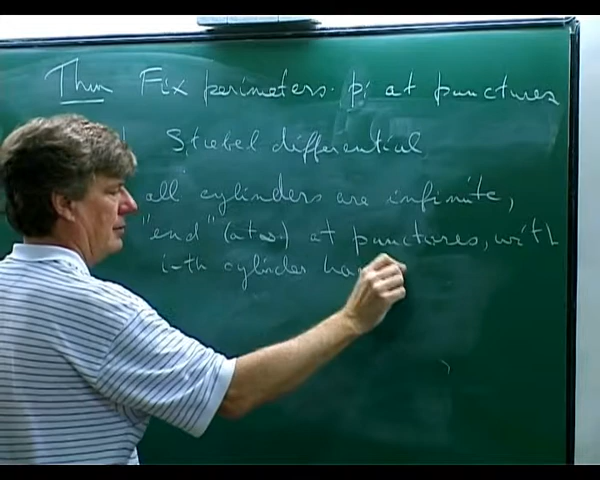 Thm Fix perimeters. pi at punctures
Strebel differential
all cylinders are infinite,
"end" (at ∞) at punctures, with
i-th cylinder ha